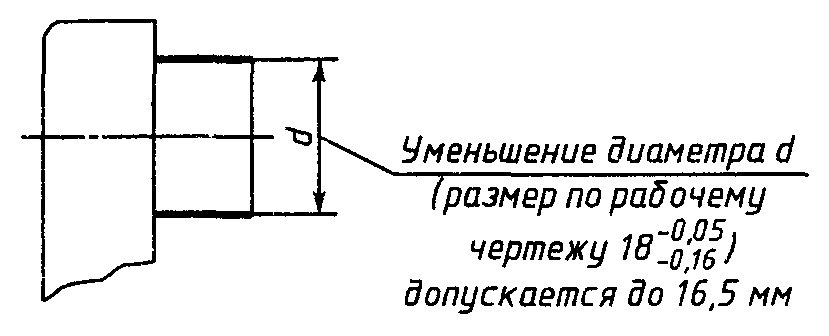 d
Уменьшение диаметра d
(размер по рабочему
чертежу 18 -0,05 -0,16)
допускается до 16,5 мм